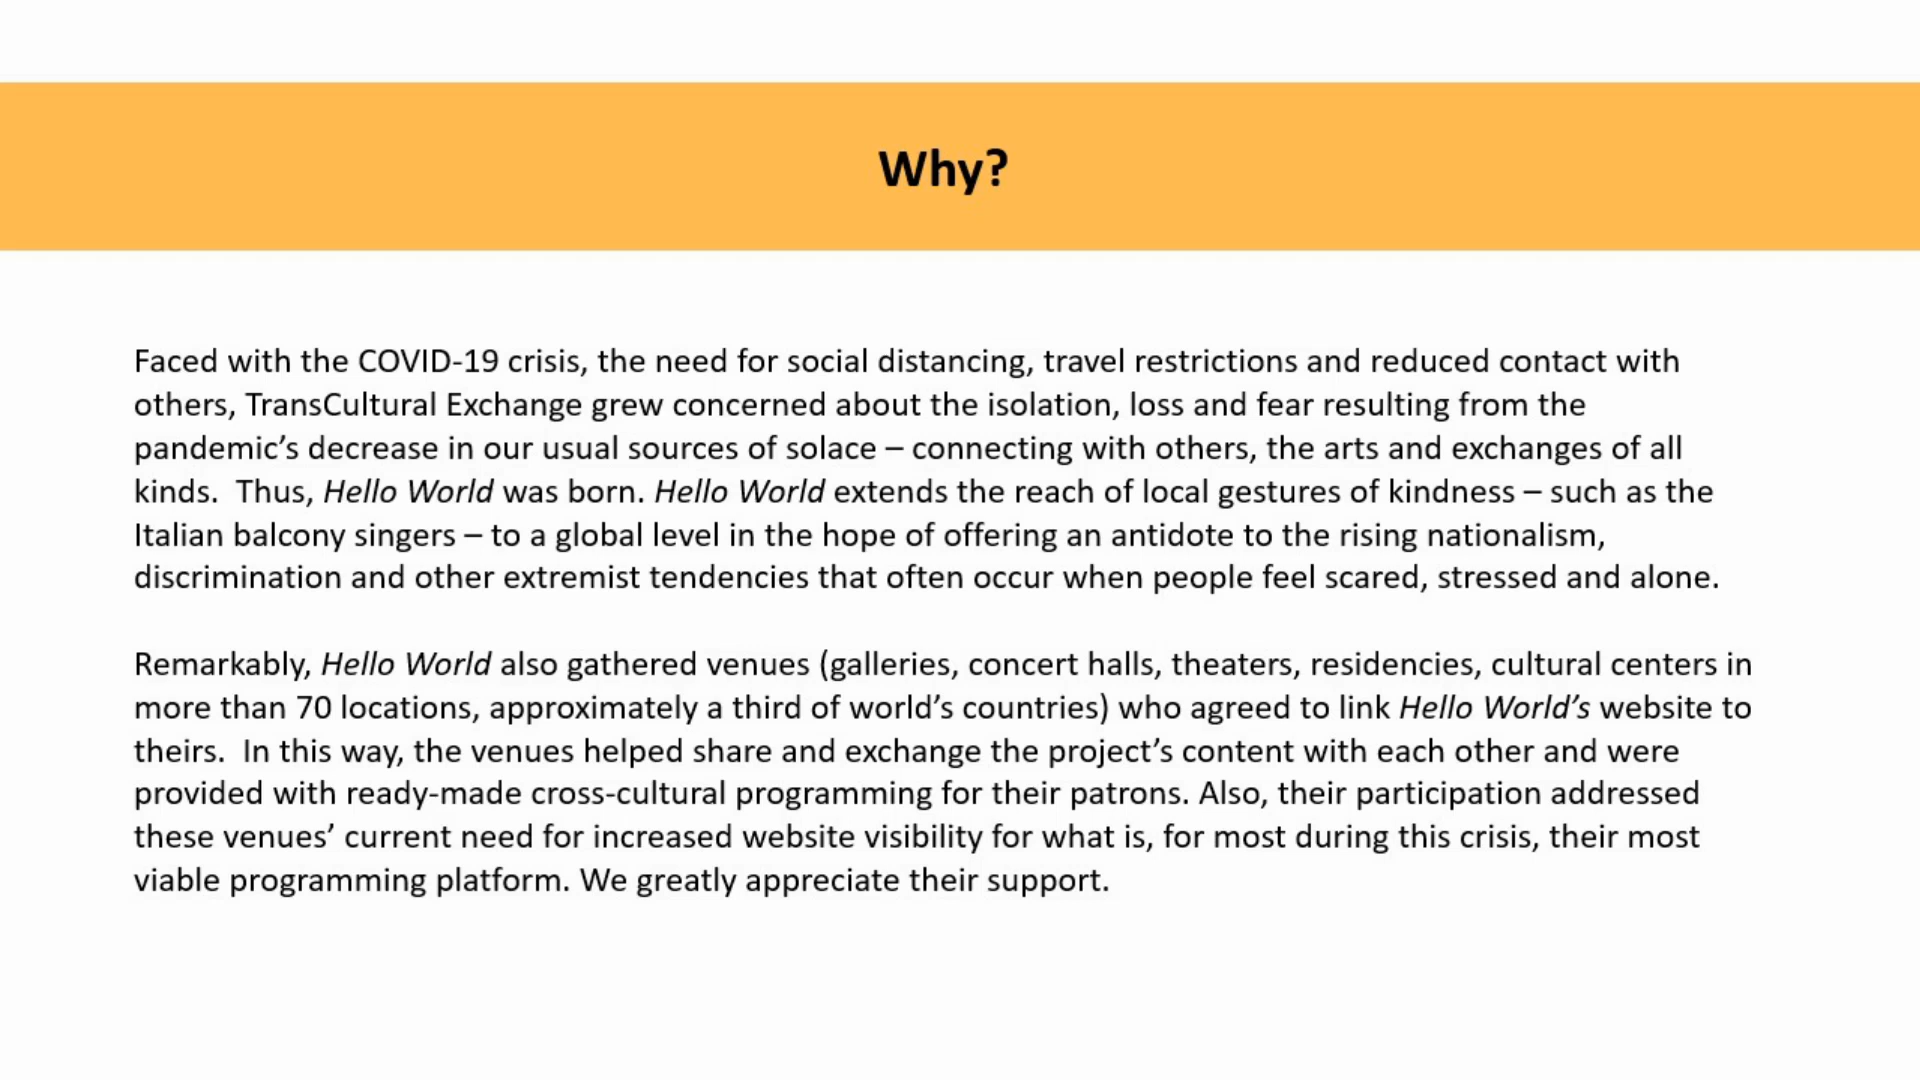 Why?
Faced with the COVID-19 crisis, the need for social distancing, travel restrictions and reduced contact with
others, TransCultural Exchange grew concerned about the isolation, loss and fear resulting from the
pandemic’s decrease in our usual sources of solace – connecting with others, the arts and exchanges of all
kinds.  Thus, Hello World was born. Hello World extends the reach of local gestures of kindness – such as the
Italian balcony singers – to a global level in the hope of offering an antidote to the rising nationalism,
discrimination and other extremist tendencies that often occur when people feel scared, stressed and alone.
Remarkably, Hello World also gathered venues (galleries, concert halls, theaters, residencies, cultural centers in
more than 70 locations, approximately a third of world’s countries) who agreed to link Hello World’s website to
theirs.  In this way, the venues helped share and exchange the project’s content with each other and were
provided with ready-made cross-cultural programming for their patrons. Also, their participation addressed
these venues’ current need for increased website visibility for what is, for most during this crisis, their most
viable programming platform. We greatly appreciate their support.